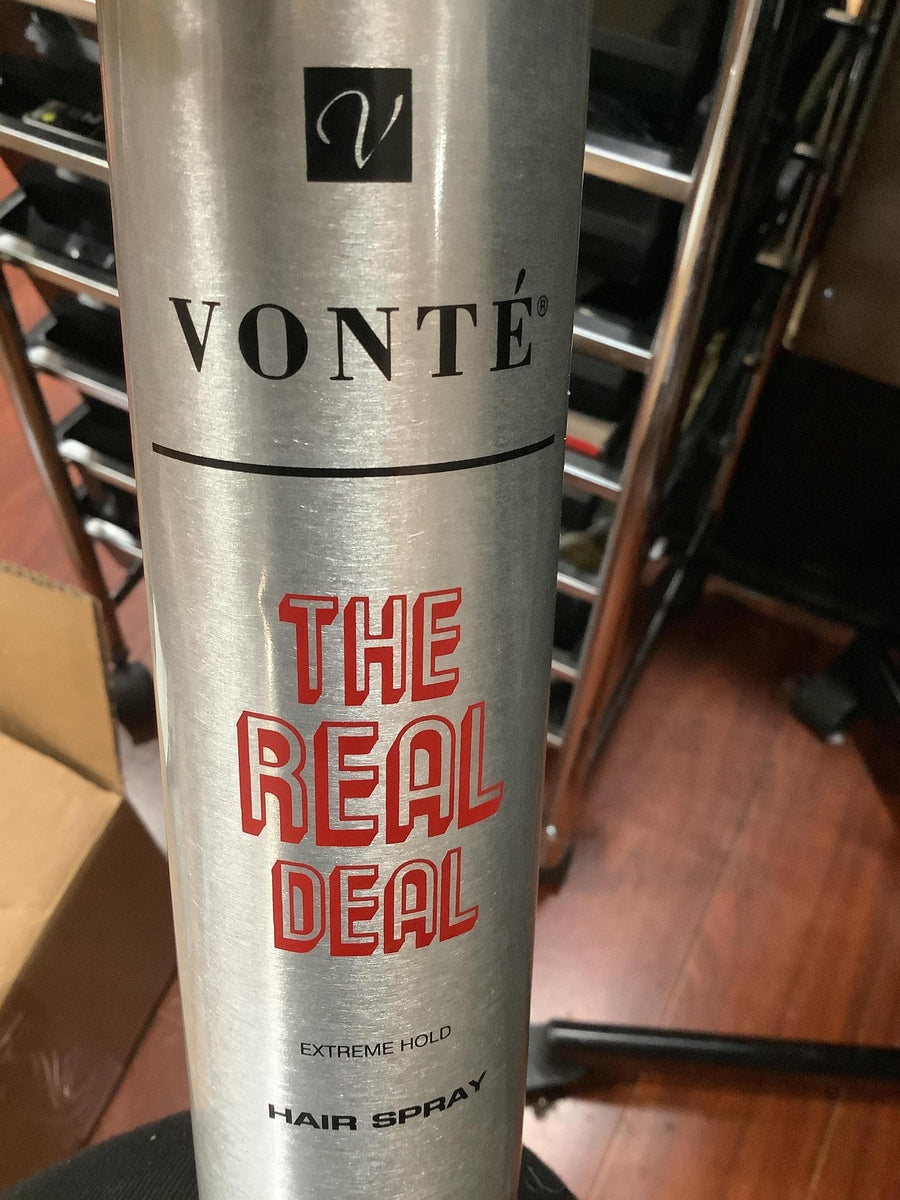 V
VONTÉ®
THE
REAL
DEAL
EXTREME HOLD
HAIR SPRAY